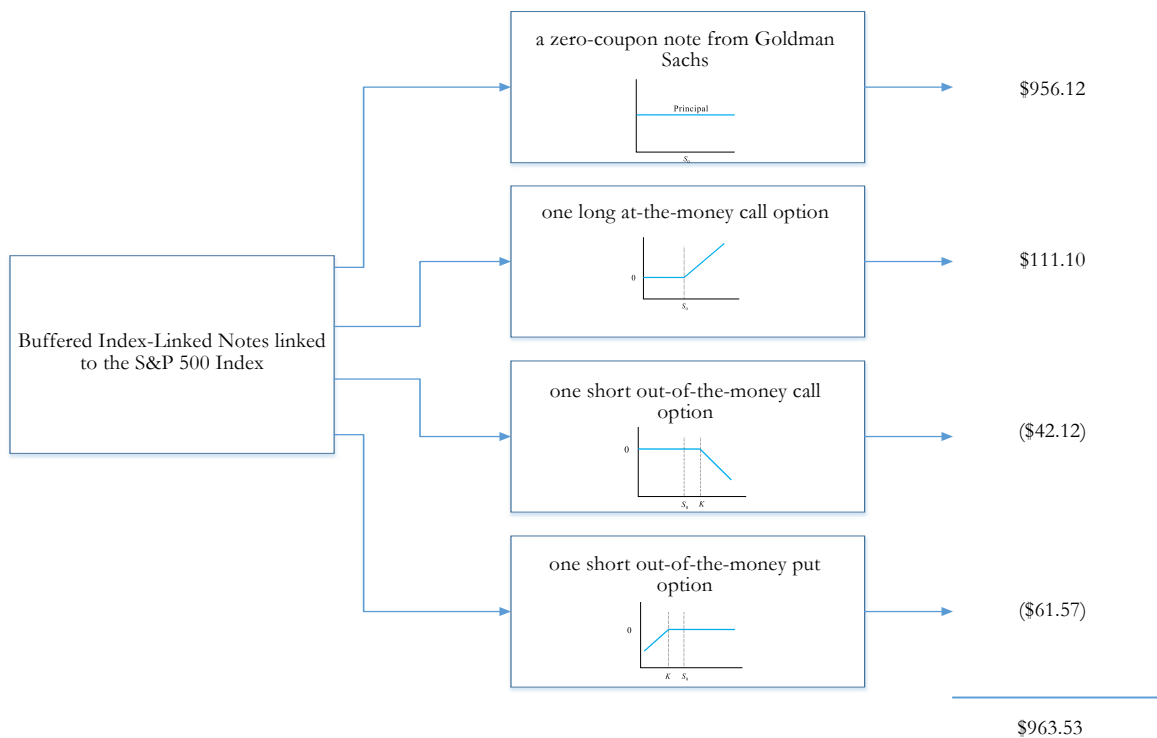 a zero-coupon note from Goldman
Sachs
Principal
S₀
$956.12
one long at-the-money call option
0
S₀
$111.10
Buffered Index-Linked Notes linked
to the S&P 500 Index
one short out-of-the-money call
option
0
S₀ K
($42.12)
one short out-of-the-money put
option
0
K S₀
($61.57)
$963.53